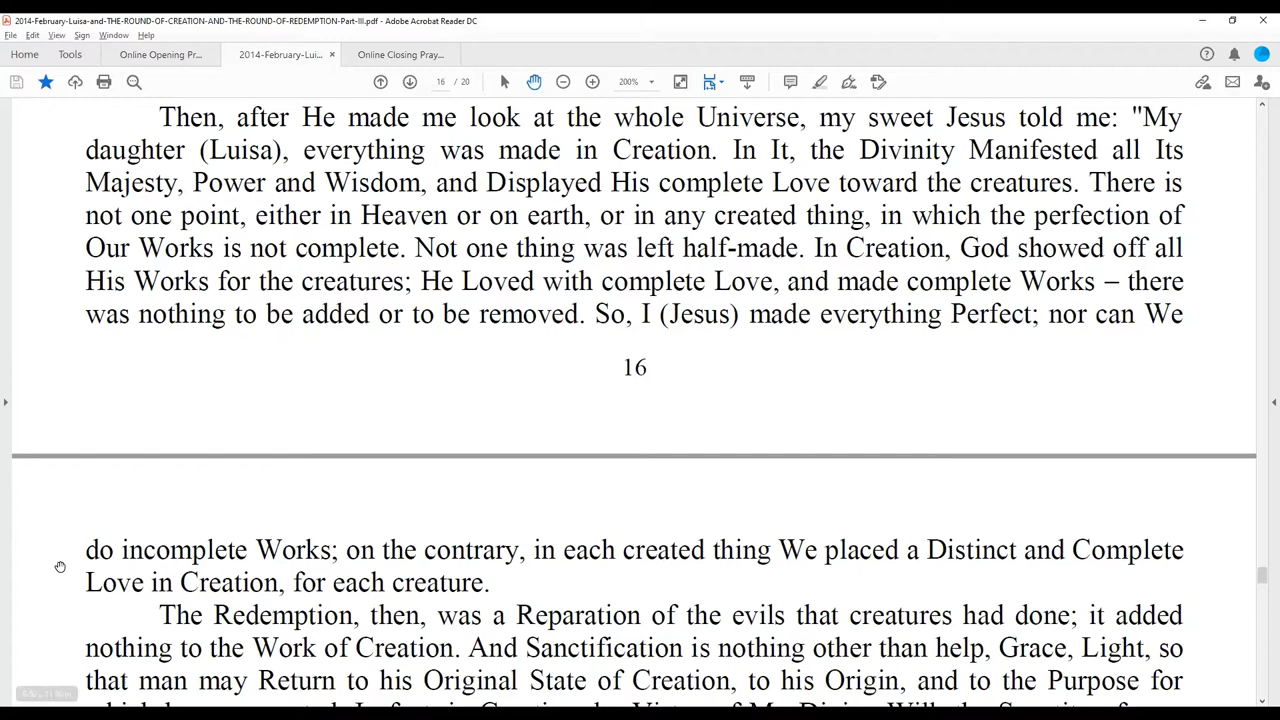 2014-February-Luisa-and-THE-ROUND-OF-CREATION-AND-THE-ROUND-OF-REDEMPTION-Part-III.pdf - Adobe Acrobat Reader DC
File Edit View Sign Window Help
Home Tools Online Opening Pr... 2014-February-Lui... × Online Closing Pray...
16 / 20 200%
Then, after He made me look at the whole Universe, my sweet Jesus told me: "My
daughter (Luisa), everything was made in Creation. In It, the Divinity Manifested all Its
Majesty, Power and Wisdom, and Displayed His complete Love toward the creatures. There is
not one point, either in Heaven or on earth, or in any created thing, in which the perfection of
Our Works is not complete. Not one thing was left half-made. In Creation, God showed off all
His Works for the creatures; He Loved with complete Love, and made complete Works – there
was nothing to be added or to be removed. So, I (Jesus) made everything Perfect; nor can We
16
do incomplete Works; on the contrary, in each created thing We placed a Distinct and Complete
Love in Creation, for each creature.
The Redemption, then, was a Reparation of the evils that creatures had done; it added
nothing to the Work of Creation. And Sanctification is nothing other than help, Grace, Light, so
that man may Return to his Original State of Creation, to his Origin, and to the Purpose for